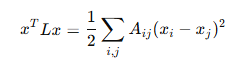 $x^T L x = \frac{1}{2} \sum_{i,j} A_{ij}(x_i - x_j)^2$